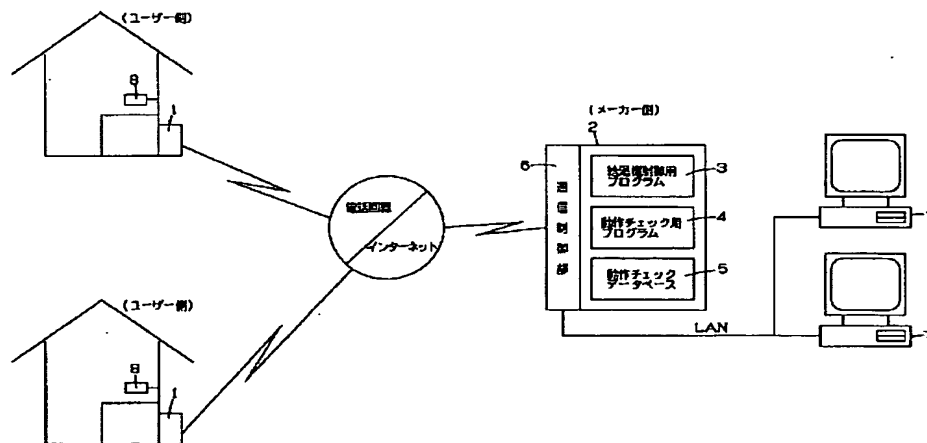 (ユーザー側)
8
1
電話回線
インターネット
(ユーザー側)
8
1
(メーカー側)
2
6
通信制御部
給湯機制御用
プログラム
3
動作チェック用
プログラム
4
動作チェック
データベース
5
LAN
7
7